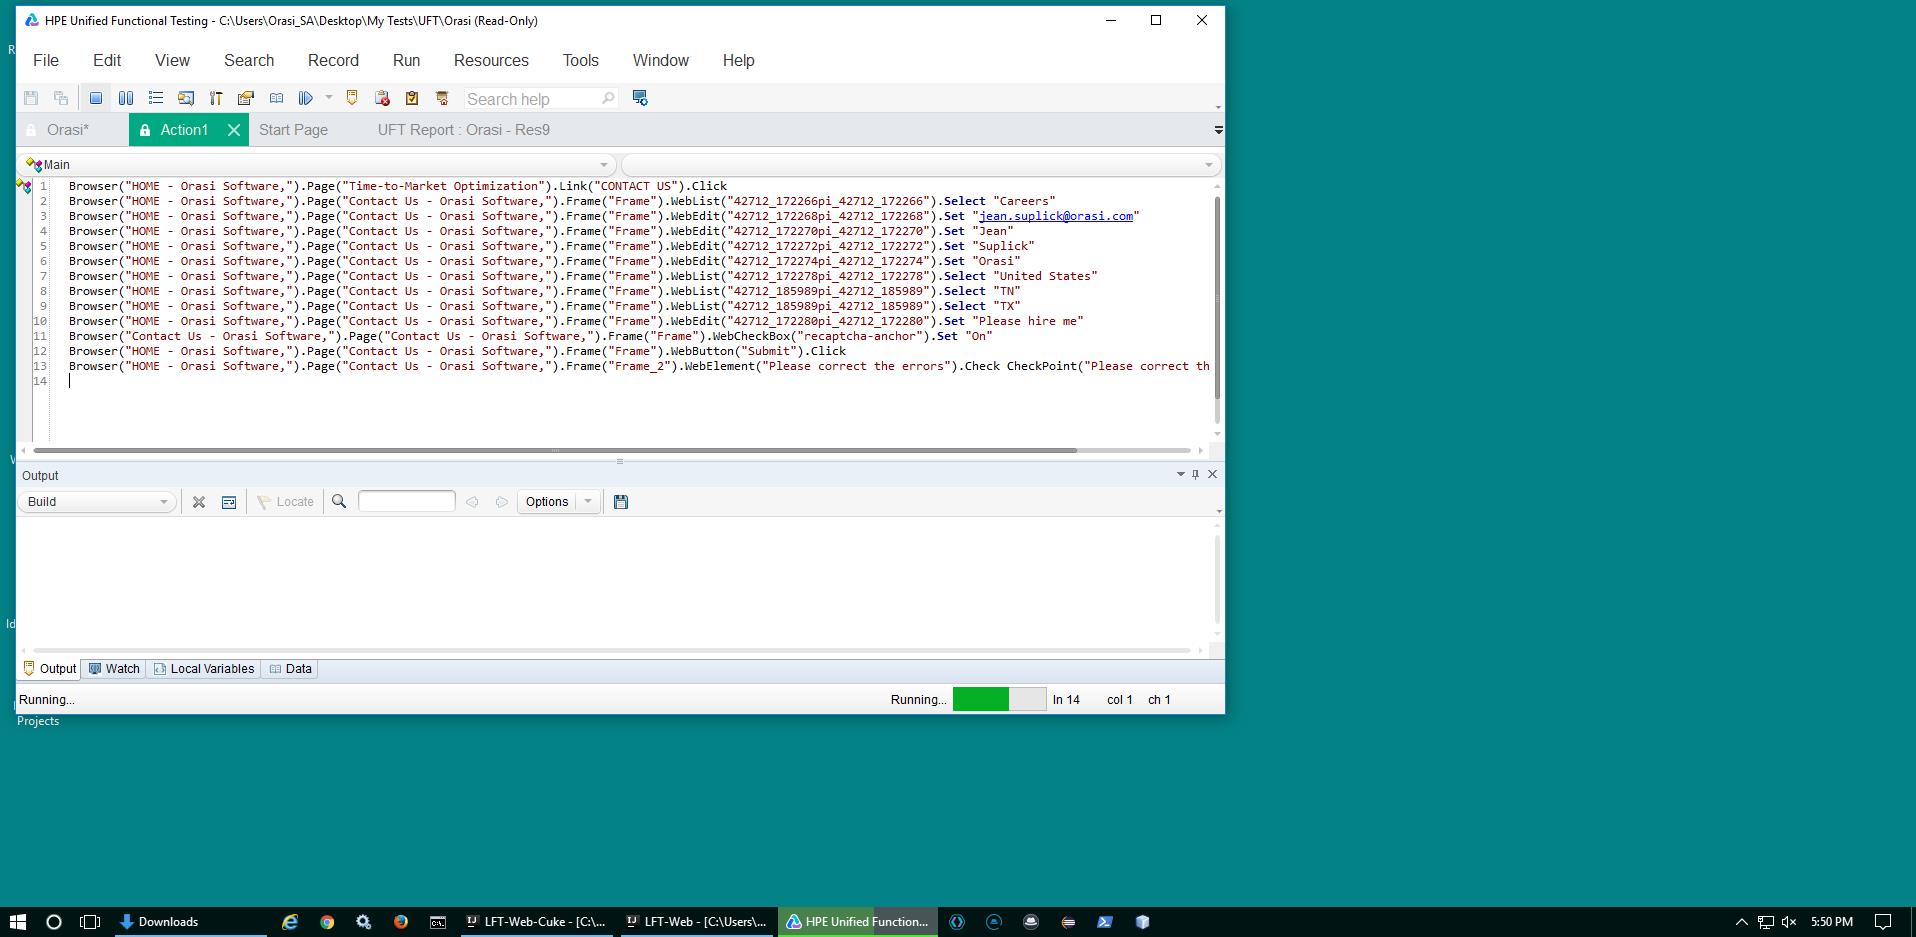 HPE Unified Functional Testing - C:\Users\Orasi_SA\Desktop\My Tests\UFT\Orasi (Read-Only)
File Edit View Search Record Run Resources Tools Window Help
Search help
Orasi* Action1 Start Page UFT Report : Orasi - Res9
Main
1 Browser("HOME - Orasi Software,").Page("Time-to-Market Optimization").Link("CONTACT US").Click
2 Browser("HOME - Orasi Software,").Page("Contact Us - Orasi Software,").Frame("Frame").WebList("42712_172266pi_42712_172266").Select "Careers"
3 Browser("HOME - Orasi Software,").Page("Contact Us - Orasi Software,").Frame("Frame").WebEdit("42712_172268pi_42712_172268").Set "jean.suplick@orasi.com"
4 Browser("HOME - Orasi Software,").Page("Contact Us - Orasi Software,").Frame("Frame").WebEdit("42712_172270pi_42712_172270").Set "Jean"
5 Browser("HOME - Orasi Software,").Page("Contact Us - Orasi Software,").Frame("Frame").WebEdit("42712_172272pi_42712_172272").Set "Suplick"
6 Browser("HOME - Orasi Software,").Page("Contact Us - Orasi Software,").Frame("Frame").WebEdit("42712_172274pi_42712_172274").Set "Orasi"
7 Browser("HOME - Orasi Software,").Page("Contact Us - Orasi Software,").Frame("Frame").WebList("42712_172278pi_42712_172278").Select "United States"
8 Browser("HOME - Orasi Software,").Page("Contact Us - Orasi Software,").Frame("Frame").WebList("42712_185989pi_42712_185989").Select "TN"
9 Browser("HOME - Orasi Software,").Page("Contact Us - Orasi Software,").Frame("Frame").WebList("42712_185989pi_42712_185989").Select "TX"
10 Browser("HOME - Orasi Software,").Page("Contact Us - Orasi Software,").Frame("Frame").WebEdit("42712_172280pi_42712_172280").Set "Please hire me"
11 Browser("Contact Us - Orasi Software,").Page("Contact Us - Orasi Software,").Frame("Frame").WebCheckBox("recaptcha-anchor").Set "On"
12 Browser("HOME - Orasi Software,").Page("Contact Us - Orasi Software,").Frame("Frame").WebButton("Submit").Click
13 Browser("HOME - Orasi Software,").Page("Contact Us - Orasi Software,").Frame("Frame_2").WebElement("Please correct the errors").Check CheckPoint("Please correct th
14
Output
Build Locate Options
Output Watch Local Variables Data
Running... Running... ln 14 col 1 ch 1
Projects
Downloads LFT-Web-Cuke - [C:\... LFT-Web - [C:\Users\... HPE Unified Function... 5:50 PM